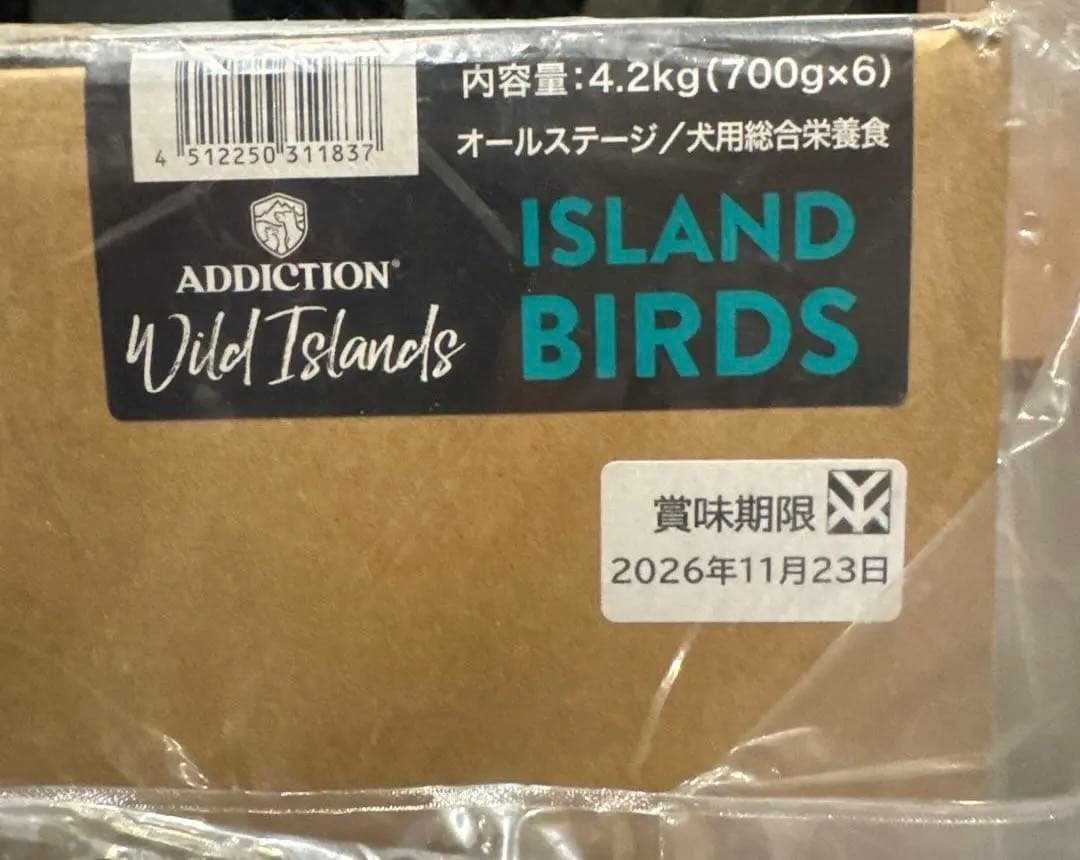 4 512250 311837
内容量：4.2kg(700g×6)
オールステージ／犬用総合栄養食
ADDICTION®
Wild Islands
ISLAND
BIRDS
賞味期限
2026年11月23日